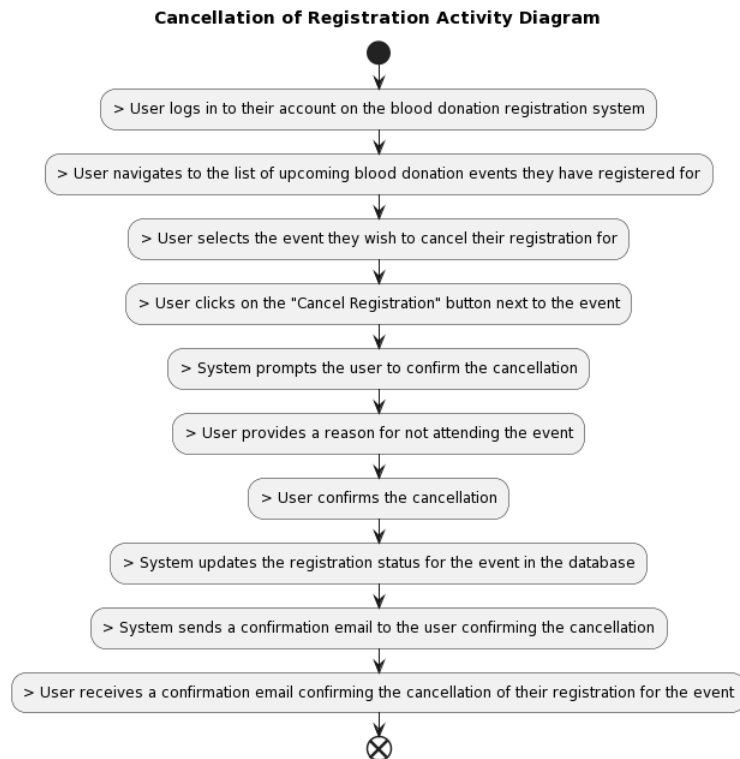 Cancellation of Registration Activity Diagram
> User logs in to their account on the blood donation registration system
> User navigates to the list of upcoming blood donation events they have registered for
> User selects the event they wish to cancel their registration for
> User clicks on the "Cancel Registration" button next to the event
> System prompts the user to confirm the cancellation
> User provides a reason for not attending the event
> User confirms the cancellation
> System updates the registration status for the event in the database
> System sends a confirmation email to the user confirming the cancellation
> User receives a confirmation email confirming the cancellation of their registration for the event